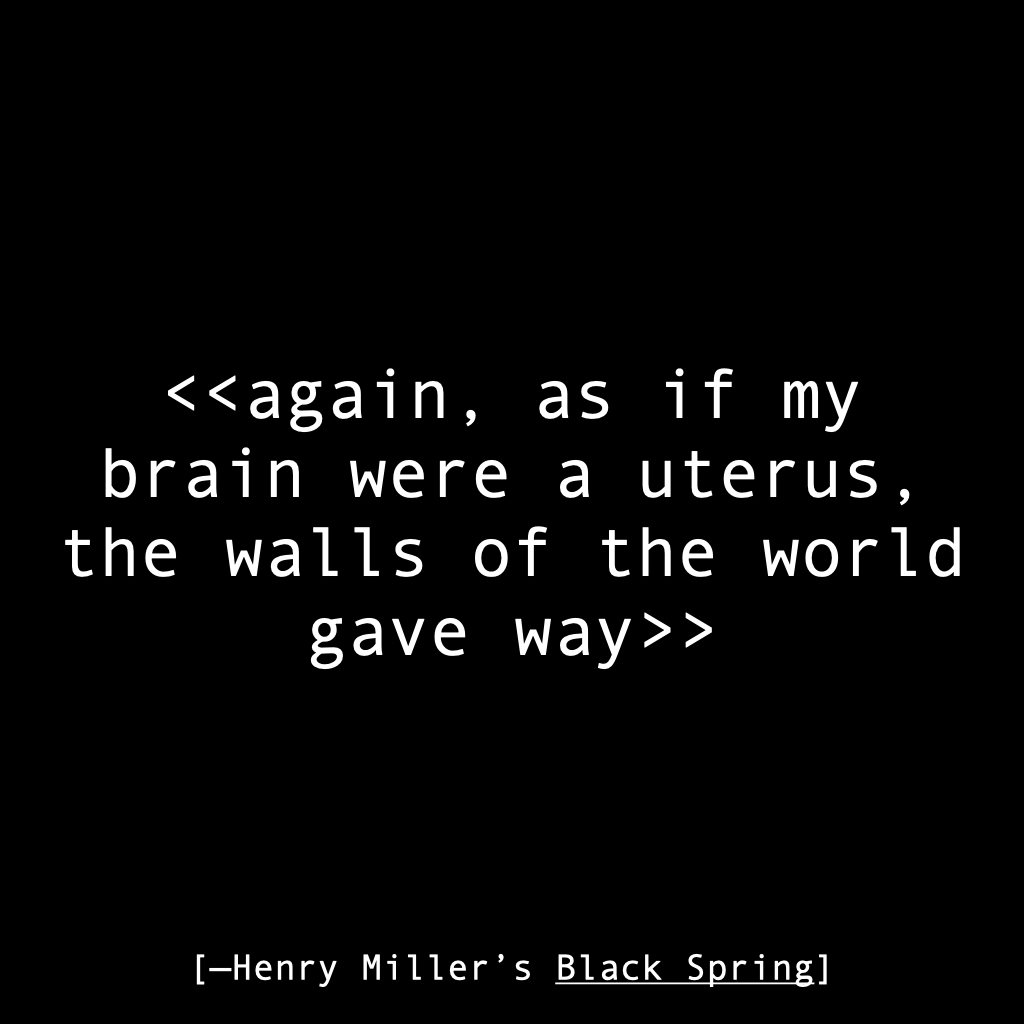 <<again, as if my
brain were a uterus,
the walls of the world
gave way>>
[—Henry Miller’s Black Spring]